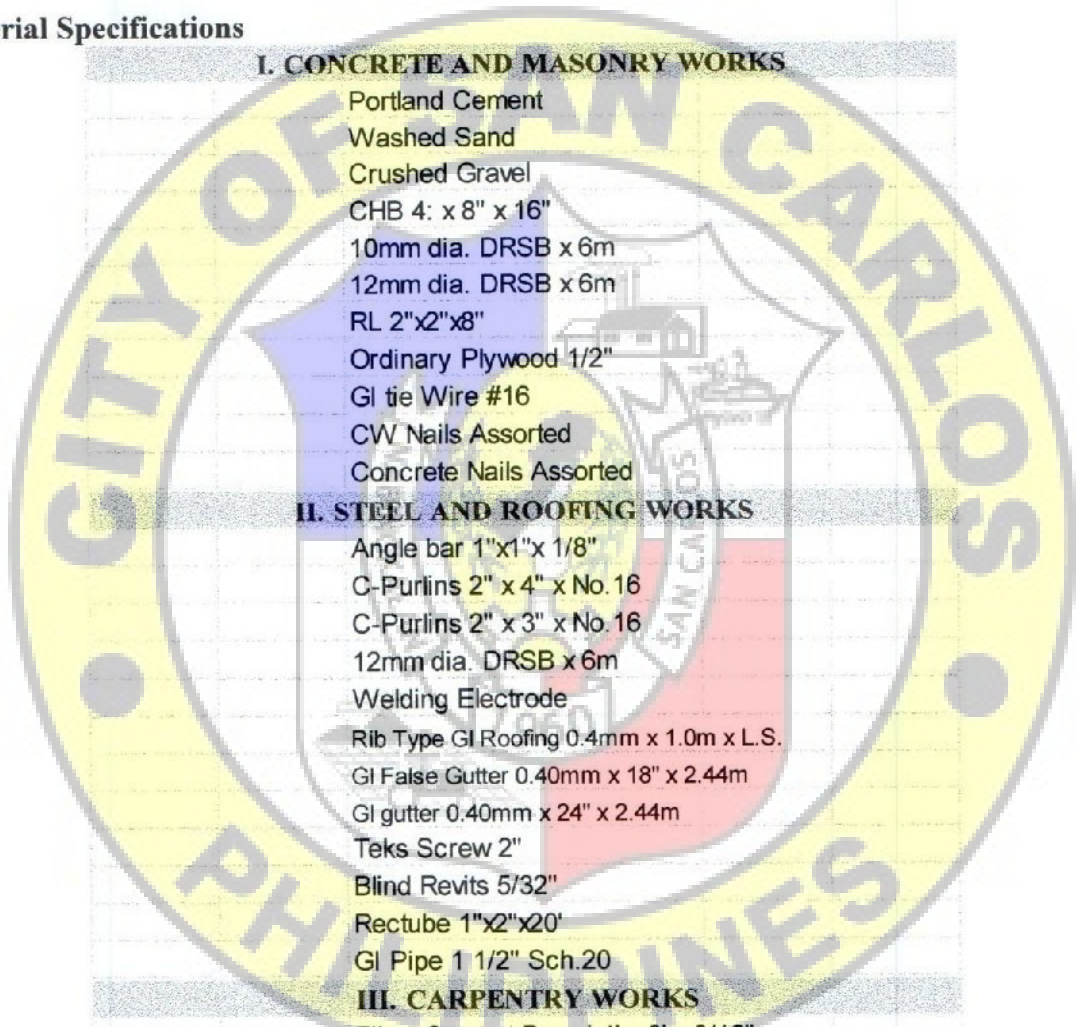 rial Specifications
I. CONCRETE AND MASONRY WORKS
Portland Cement
Washed Sand
Crushed Gravel
CHB 4: x 8" x 16"
10mm dia. DRSB x 6m
12mm dia. DRSB x 6m
RL 2"x2"x8"
Ordinary Plywood 1/2"
GI tie Wire #16
CW Nails Assorted
Concrete Nails Assorted
II. STEEL AND ROOFING WORKS
Angle bar 1"x1"x 1/8"
C-Purlins 2" x 4" x No.16
C-Purlins 2" x 3" x No.16
12mm dia. DRSB x 6m
Welding Electrode
Rib Type GI Roofing 0.4mm x 1.0m x L.S.
GI False Gutter 0.40mm x 18" x 2.44m
GI gutter 0.40mm x 24" x 2.44m
Teks Screw 2"
Blind Revits 5/32"
Rectube 1"x2"x20'
GI Pipe 1 1/2" Sch.20
III. CARPENTRY WORKS
CITY OF SAN CARLOS
PHILIPPINES
SAN CARLOS
1960